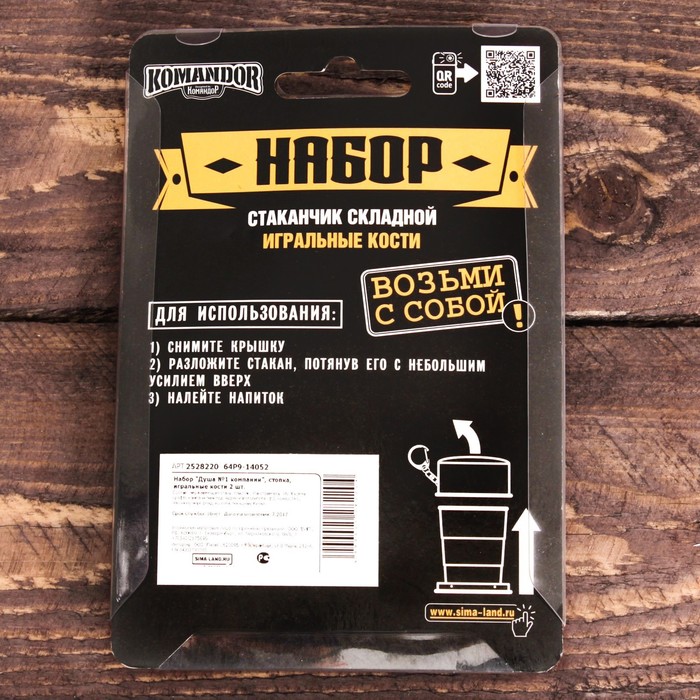 KOMANDOR
КОМАНДОР
QR
code
НАБОР
СТАКАНЧИК СКЛАДНОЙ
ИГРАЛЬНЫЕ КОСТИ
ВОЗЬМИ
С СОБОЙ!
ДЛЯ ИСПОЛЬЗОВАНИЯ:
1) СНИМИТЕ КРЫШКУ
2) РАЗЛОЖИТЕ СТАКАН, ПОТЯНУВ ЕГО С НЕБОЛЬШИМ
УСИЛИЕМ ВВЕРХ
3) НАЛЕЙТЕ НАПИТОК
АРТ 2528220 64Р9-14052
Набор "Душа №1 компании", стопка,
игральные кости 2 шт.
SIMA-LAND.RU
www.sima-land.ru